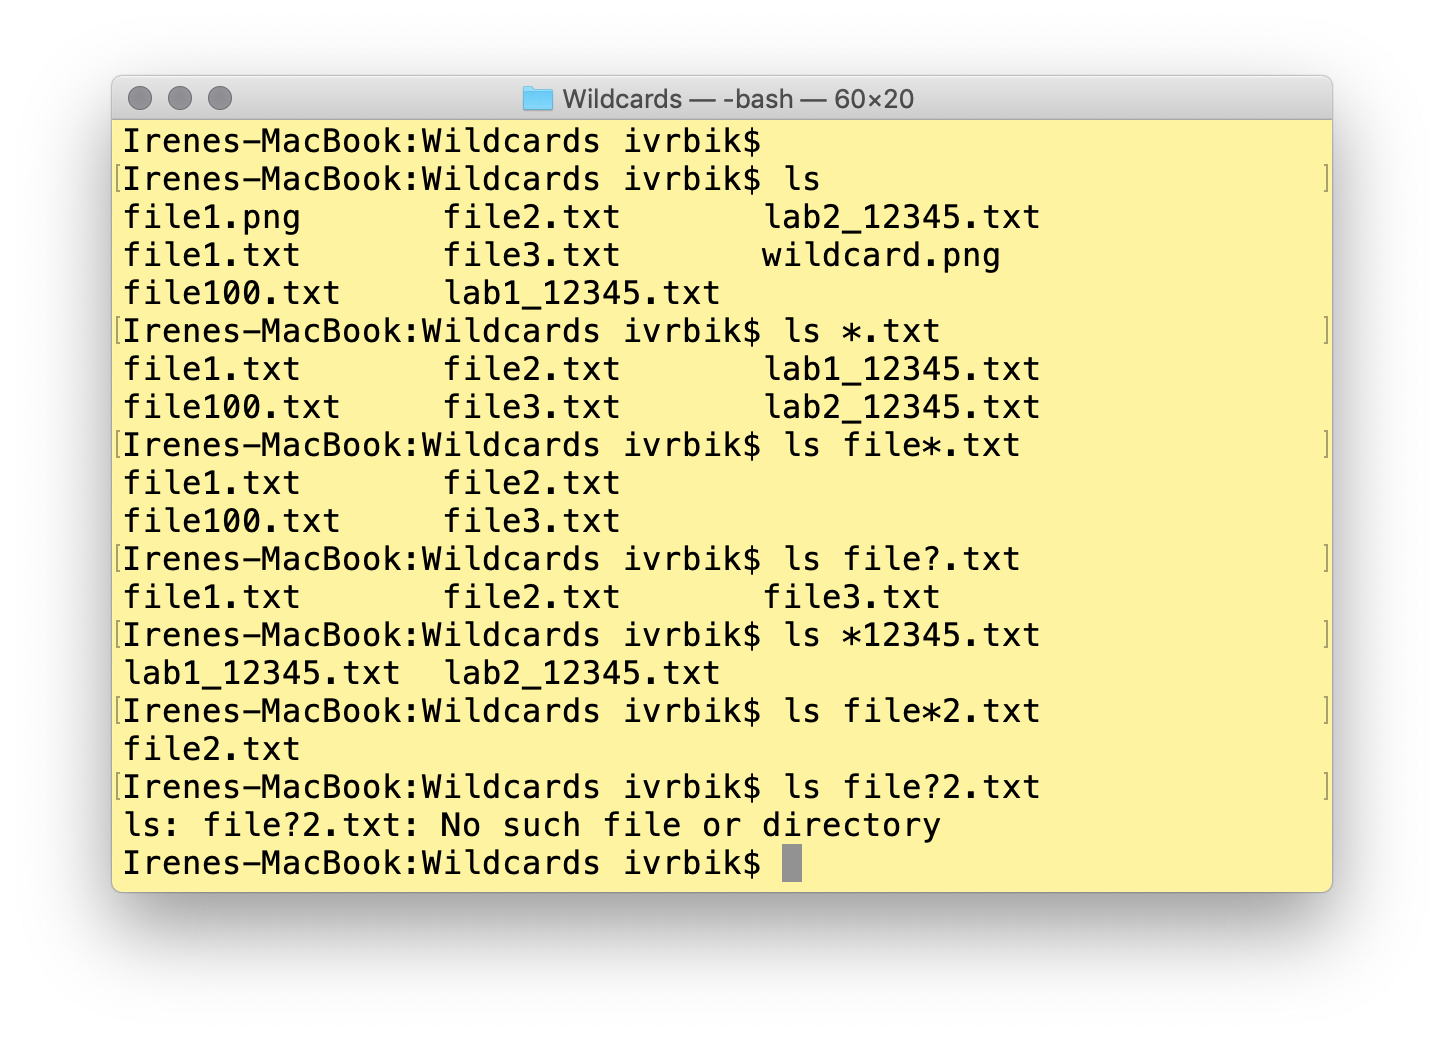 Wildcards — -bash — 60×20
Irenes-MacBook:Wildcards ivrbik$
Irenes-MacBook:Wildcards ivrbik$ ls
file1.png file2.txt lab2_12345.txt
file1.txt file3.txt wildcard.png
file100.txt lab1_12345.txt
Irenes-MacBook:Wildcards ivrbik$ ls *.txt
file1.txt file2.txt lab1_12345.txt
file100.txt file3.txt lab2_12345.txt
Irenes-MacBook:Wildcards ivrbik$ ls file*.txt
file1.txt file2.txt
file100.txt file3.txt
Irenes-MacBook:Wildcards ivrbik$ ls file?.txt
file1.txt file2.txt file3.txt
Irenes-MacBook:Wildcards ivrbik$ ls *12345.txt
lab1_12345.txt lab2_12345.txt
Irenes-MacBook:Wildcards ivrbik$ ls file*2.txt
file2.txt
Irenes-MacBook:Wildcards ivrbik$ ls file?2.txt
ls: file?2.txt: No such file or directory
Irenes-MacBook:Wildcards ivrbik$